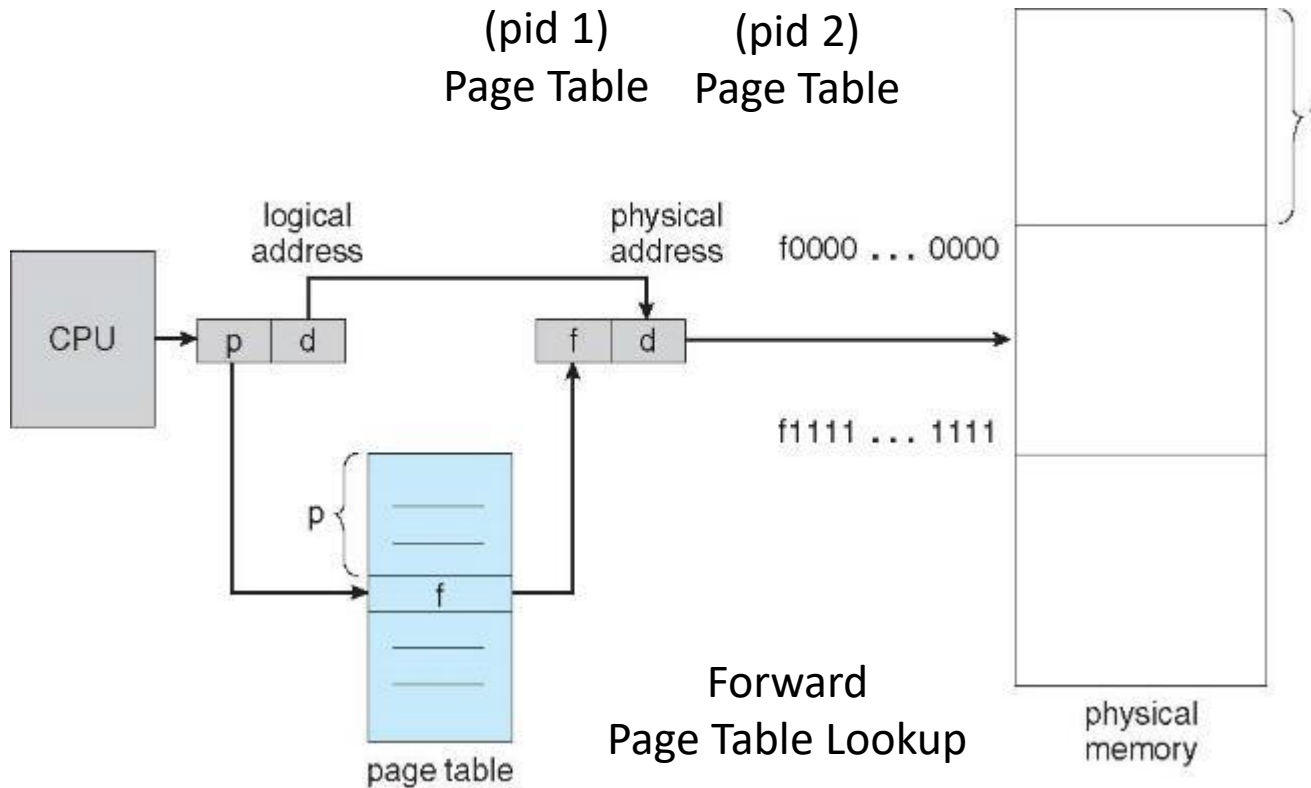 (pid 1)
Page Table
(pid 2)
Page Table
logical
address
physical
address
f0000 ... 0000
CPU
p
d
f
d
f1111 ... 1111
p
f
Forward
Page Table Lookup
physical
memory
page table